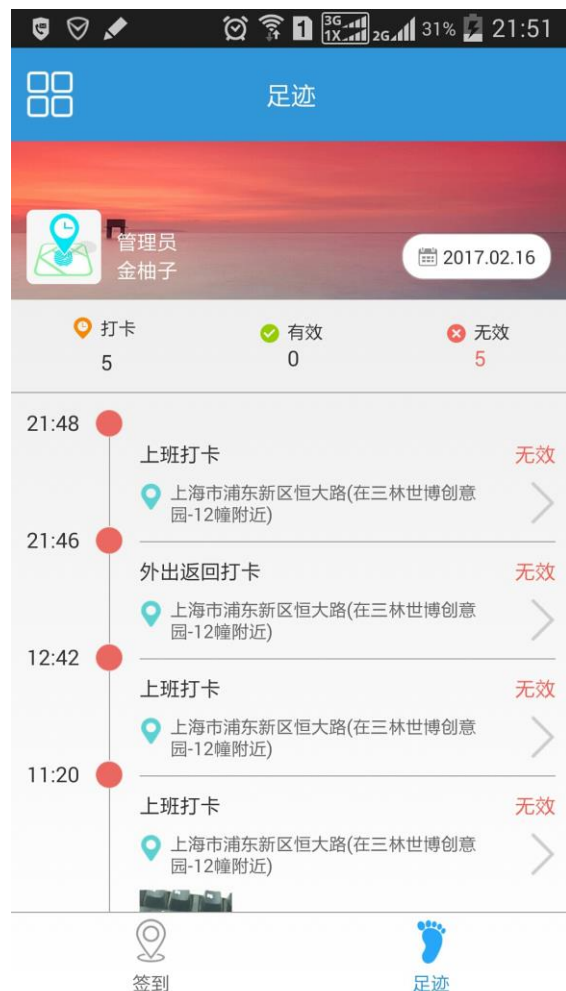 1 3G 1X 2G 31% 21:51
足迹
管理员
金柚子
2017.02.16
打卡 有效 无效
5 0 5
21:48
上班打卡 无效
上海市浦东新区恒大路(在三林世博创意
园-12幢附近)
21:46
外出返回打卡 无效
上海市浦东新区恒大路(在三林世博创意
园-12幢附近)
12:42
上班打卡 无效
上海市浦东新区恒大路(在三林世博创意
园-12幢附近)
11:20
上班打卡 无效
上海市浦东新区恒大路(在三林世博创意
园-12幢附近)
签到 足迹